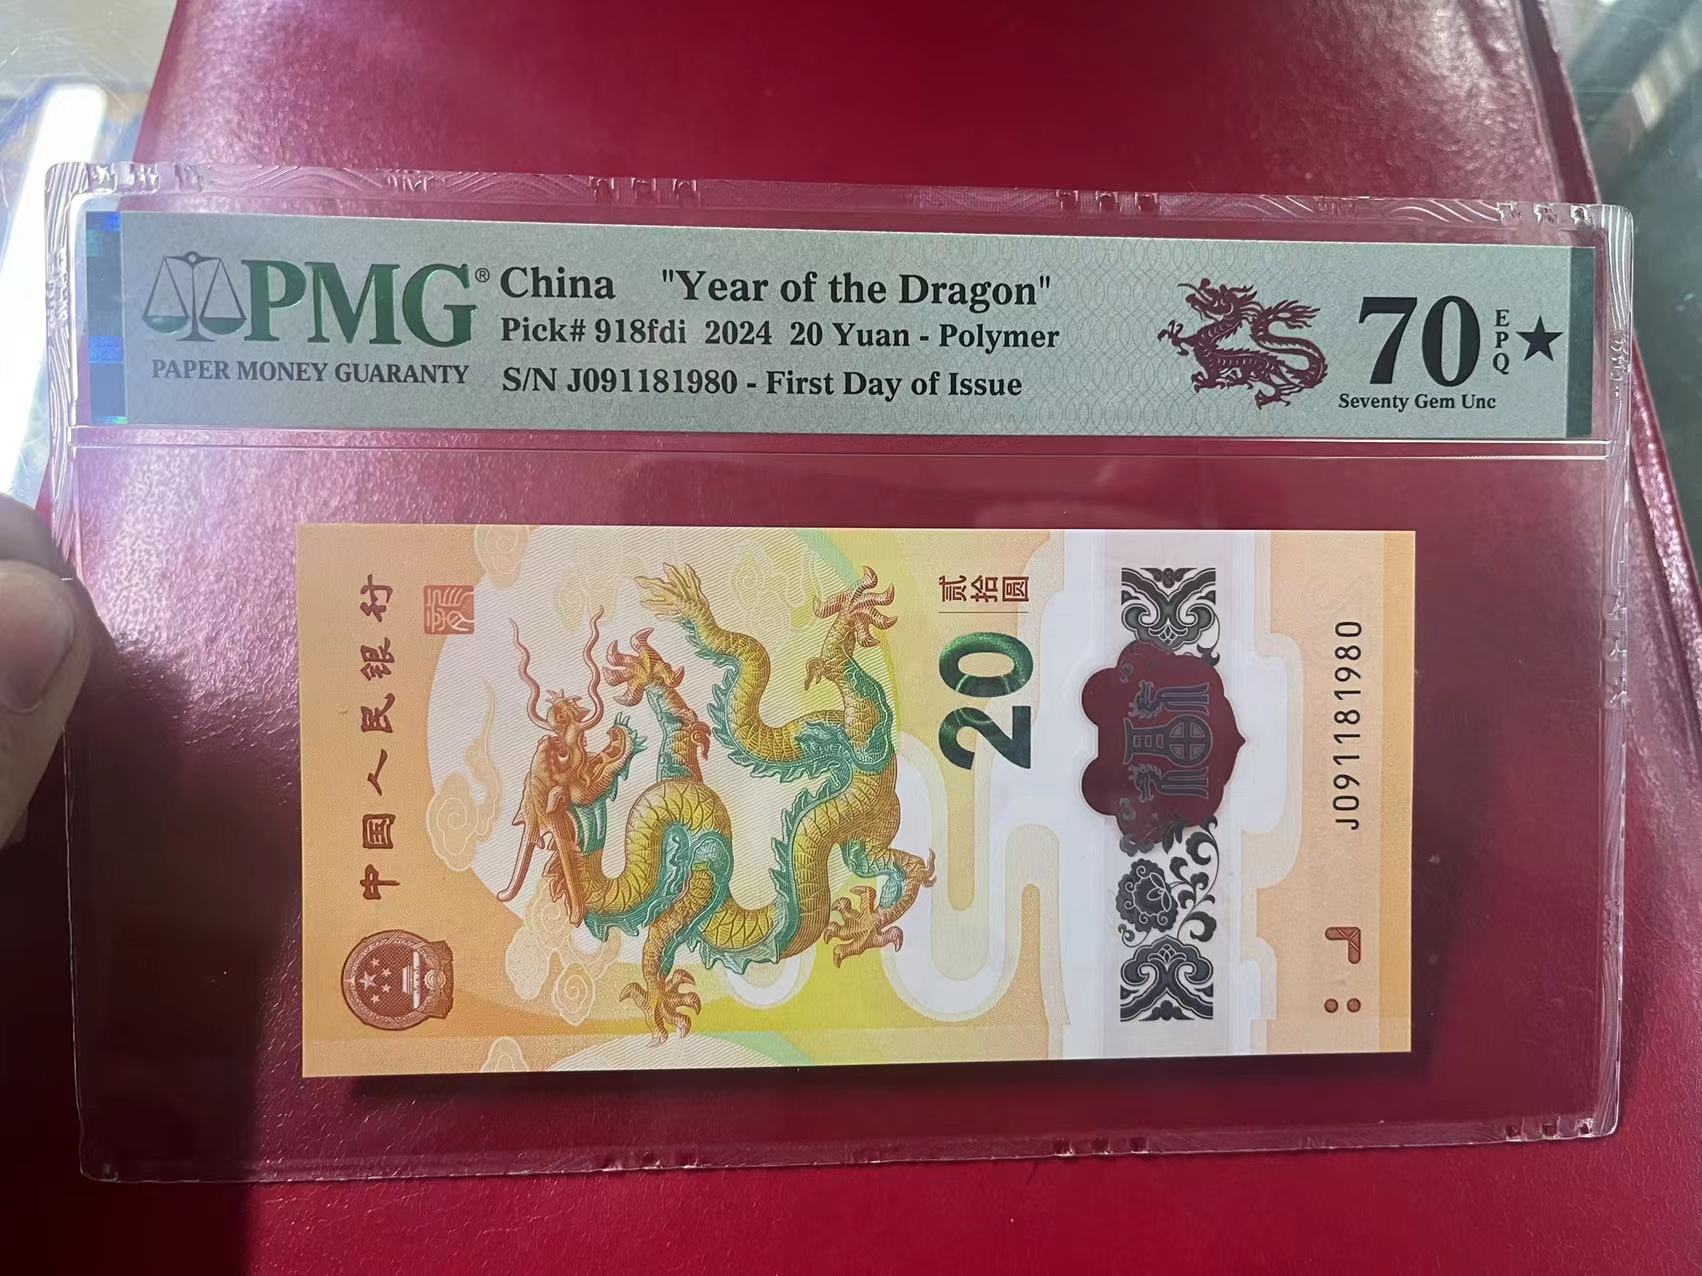 PMG®
PAPER MONEY GUARANTY
China "Year of the Dragon"
Pick# 918fdi 2024 20 Yuan - Polymer
S/N J091181980 - First Day of Issue
70
EPQ
★
Seventy Gem Unc
中国人民银行
20
贰拾圆
J091181980